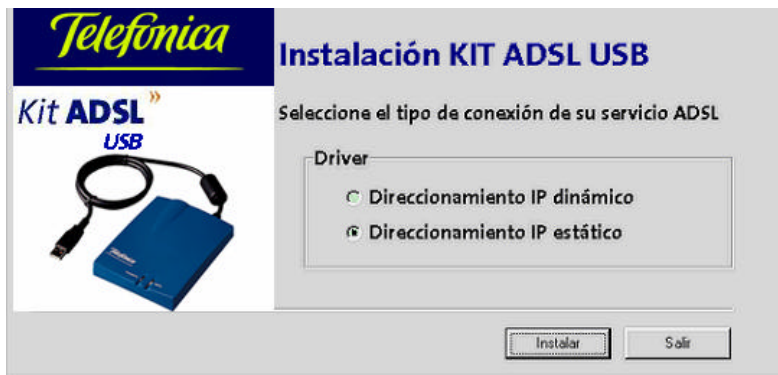 Telefónica
Instalación KIT ADSL USB
Kit ADSL»
USB
Seleccione el tipo de conexión de su servicio ADSL
Driver
Direccionamiento IP dinámico
Direccionamiento IP estático
Telefónica
Instalar
Salir